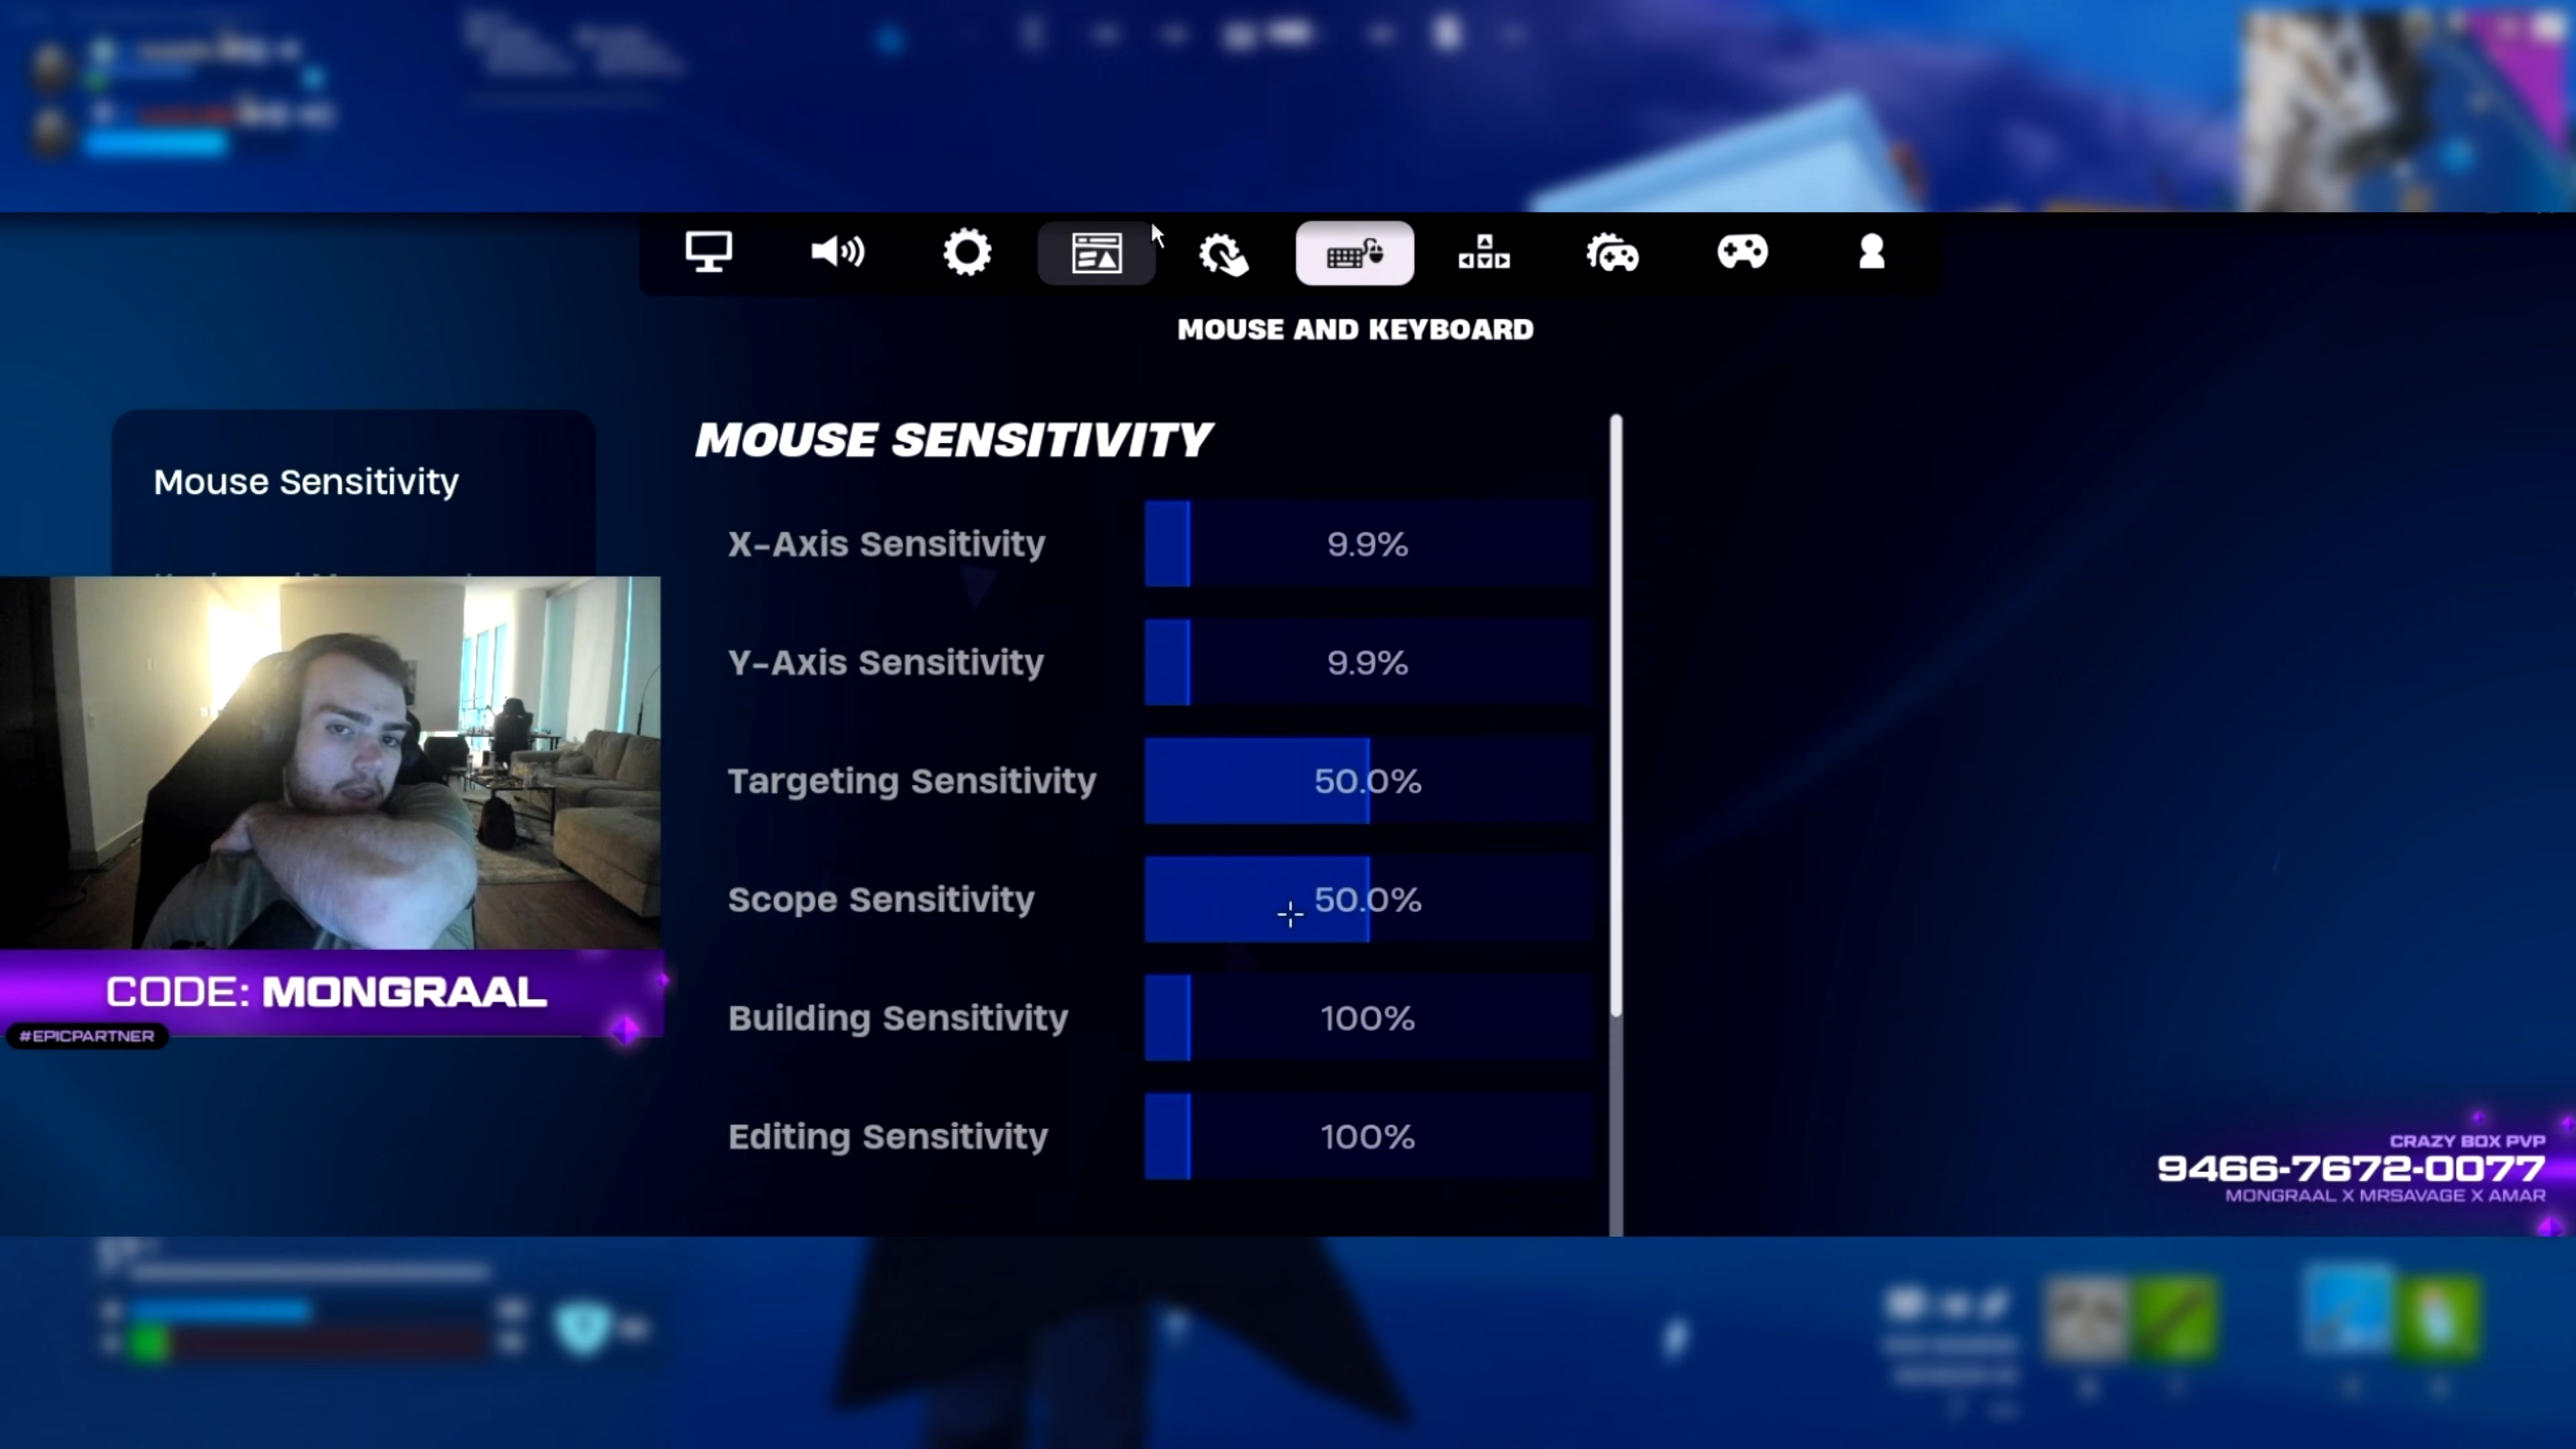 MOUSE AND KEYBOARD
Mouse Sensitivity
MOUSE SENSITIVITY
X-Axis Sensitivity 9.9%
Y-Axis Sensitivity 9.9%
Targeting Sensitivity 50.0%
Scope Sensitivity 50.0%
Building Sensitivity 100%
Editing Sensitivity 100%
CODE: MONGRAAL
#EPICPARTNER
CRAZY BOX PVP
9466-7672-0077
MONGRAAL X MRSAVAGE X AMAR